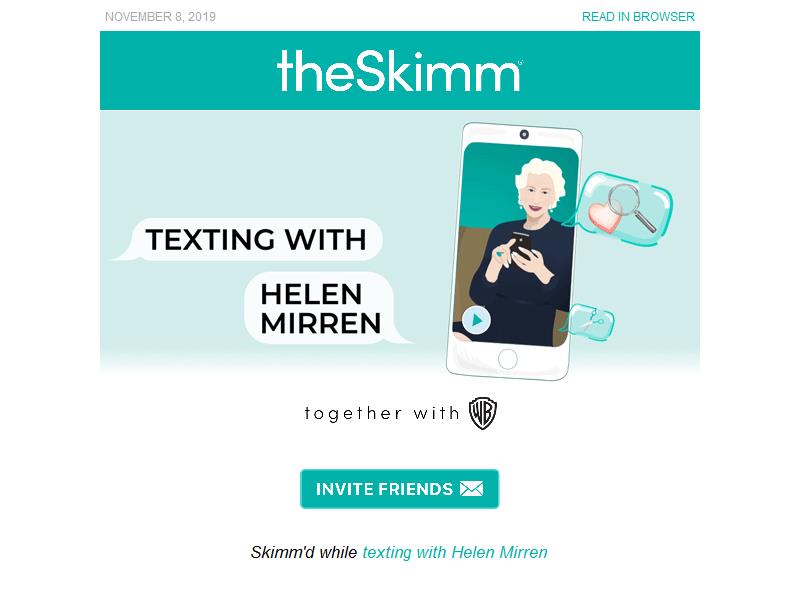 NOVEMBER 8, 2019
READ IN BROWSER
theSkimm®
TEXTING WITH
HELEN
MIRREN
together with WB
INVITE FRIENDS
Skimm'd while texting with Helen Mirren